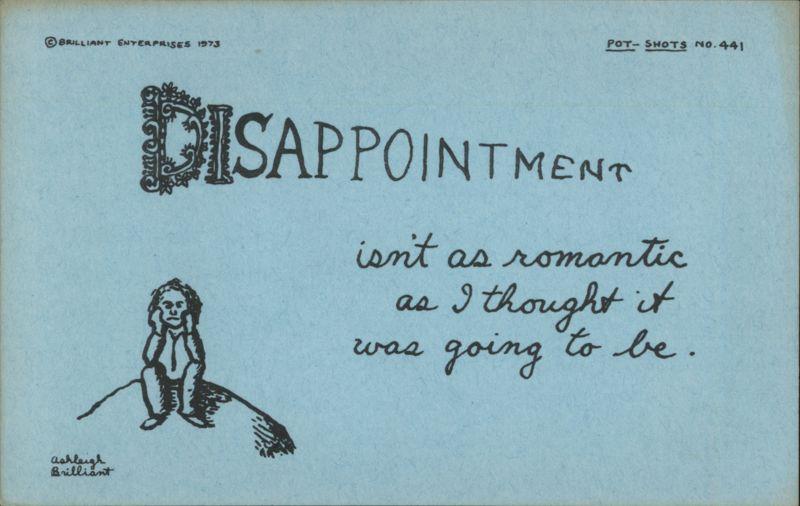 © BRILLIANT ENTERPRISES 1973
POT-SHOTS NO. 441
DISAPPOINTMENT
isn't as romantic
as I thought it
was going to be.
Ashleigh
Brilliant